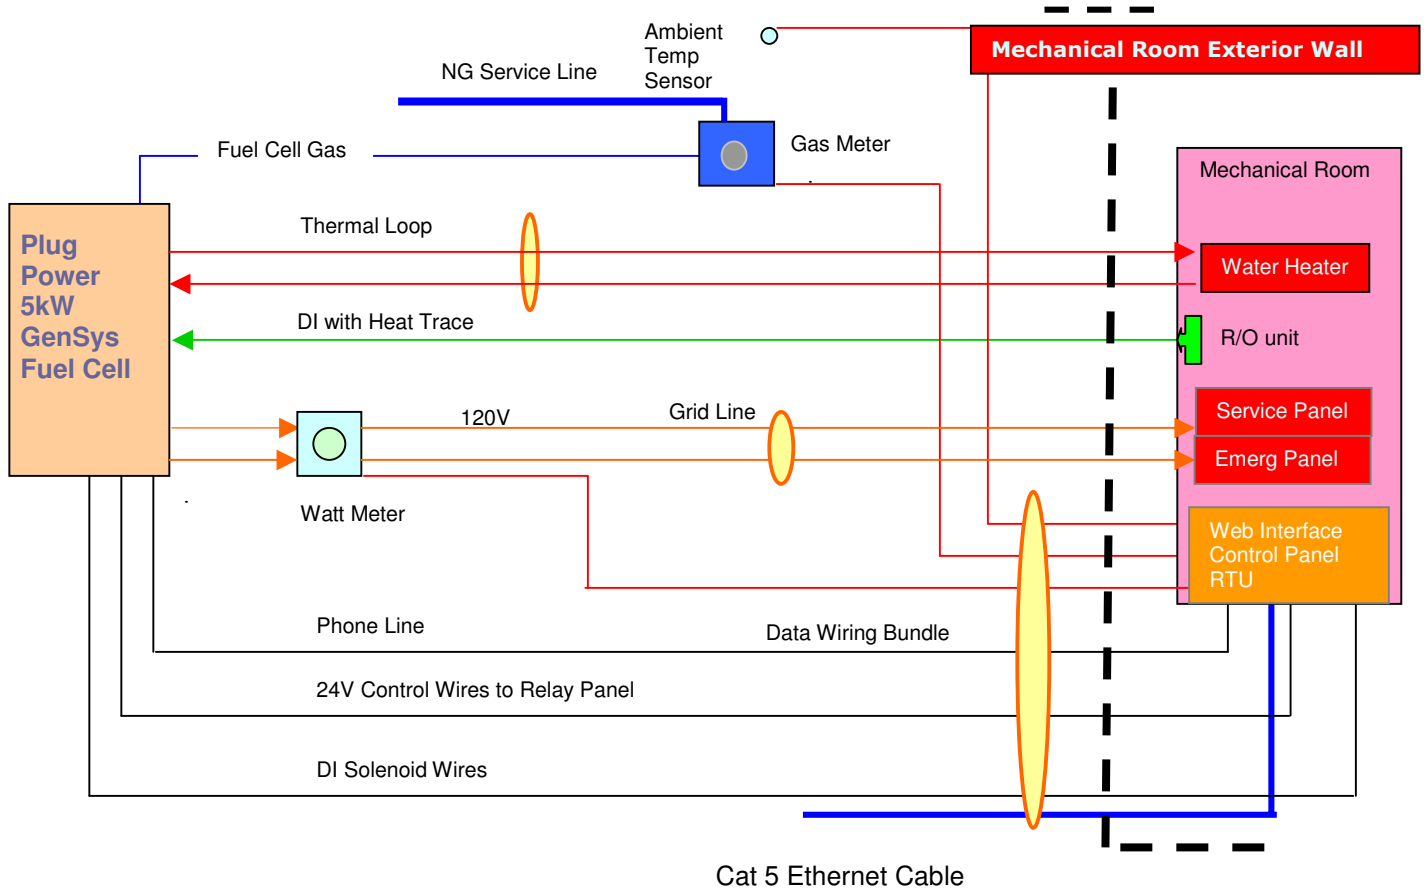 Ambient
Temp
Sensor
Mechanical Room Exterior Wall
NG Service Line
Gas Meter
Fuel Cell Gas
Mechanical Room
Thermal Loop
Plug
Power
5kW
GenSys
Fuel Cell
Water Heater
DI with Heat Trace
R/O unit
120V
Grid Line
Service Panel
Emerg Panel
Watt Meter
Web Interface
Control Panel
RTU
Phone Line
Data Wiring Bundle
24V Control Wires to Relay Panel
DI Solenoid Wires
Cat 5 Ethernet Cable